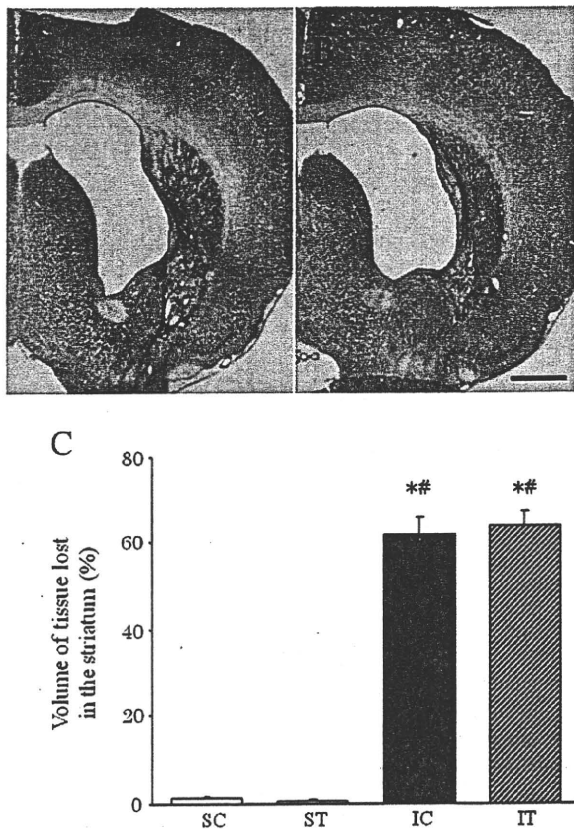 C
80
60
40
20
0
Volume of tissue lost
in the striatum (%)
*#
*#
SC
ST
IC
IT